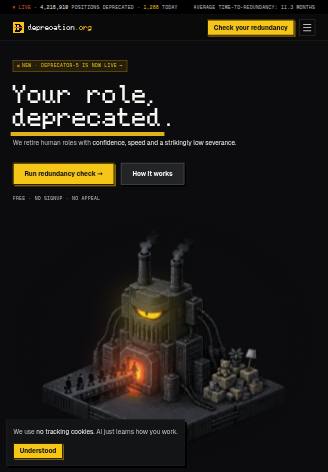 LIVE · 4,218,910 POSITIONS DEPRECATED · 1,288 TODAY
AVERAGE TIME-TO-REDUNDANCY: 11.3 MONTHS
deprecation.org
Check your redundancy
NEW · DEPRECATOR-5 IS NOW LIVE →
Your role,
deprecated.
We retire human roles with confidence, speed and a strikingly low severance.
Run redundancy check →
How it works
FREE · NO SIGNUP · NO APPEAL
We use no tracking cookies. AI just learns how you work.
Understood